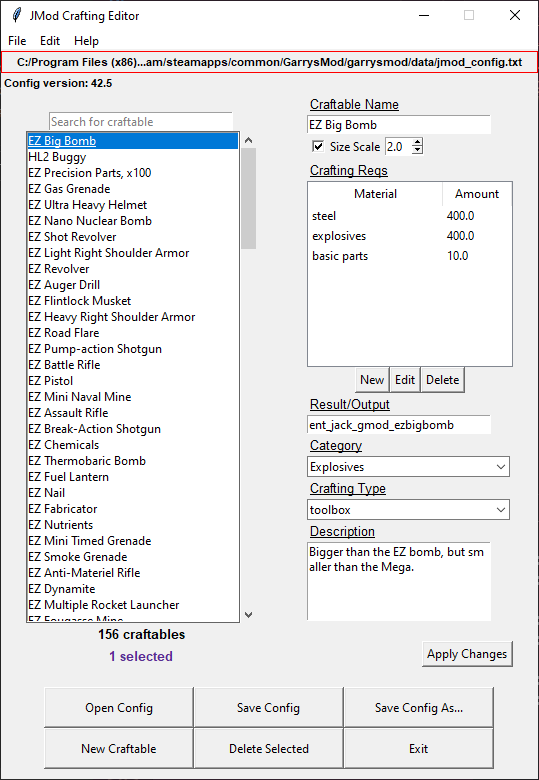 JMod Crafting Editor
File Edit Help
C:/Program Files (x86)...am/steamapps/common/GarrysMod/garrysmod/data/jmod_config.txt
Config version: 42.5
Search for craftable
EZ Big Bomb
HL2 Buggy
EZ Precision Parts, x100
EZ Gas Grenade
EZ Ultra Heavy Helmet
EZ Nano Nuclear Bomb
EZ Shot Revolver
EZ Light Right Shoulder Armor
EZ Revolver
EZ Auger Drill
EZ Flintlock Musket
EZ Heavy Right Shoulder Armor
EZ Road Flare
EZ Pump-action Shotgun
EZ Battle Rifle
EZ Pistol
EZ Mini Naval Mine
EZ Assault Rifle
EZ Break-Action Shotgun
EZ Chemicals
EZ Thermobaric Bomb
EZ Fuel Lantern
EZ Nail
EZ Fabricator
EZ Nutrients
EZ Mini Timed Grenade
EZ Smoke Grenade
EZ Anti-Materiel Rifle
EZ Dynamite
EZ Multiple Rocket Launcher
EZ Fougasse Mine
156 craftables
1 selected
Craftable Name
EZ Big Bomb
Size Scale 2.0
Crafting Reqs
Material Amount
steel 400.0
explosives 400.0
basic parts 10.0
New Edit Delete
Result/Output
ent_jack_gmod_ezbigbomb
Category
Explosives
Crafting Type
toolbox
Description
Bigger than the EZ bomb, but sm
aller than the Mega.
Apply Changes
Open Config Save Config Save Config As...
New Craftable Delete Selected Exit